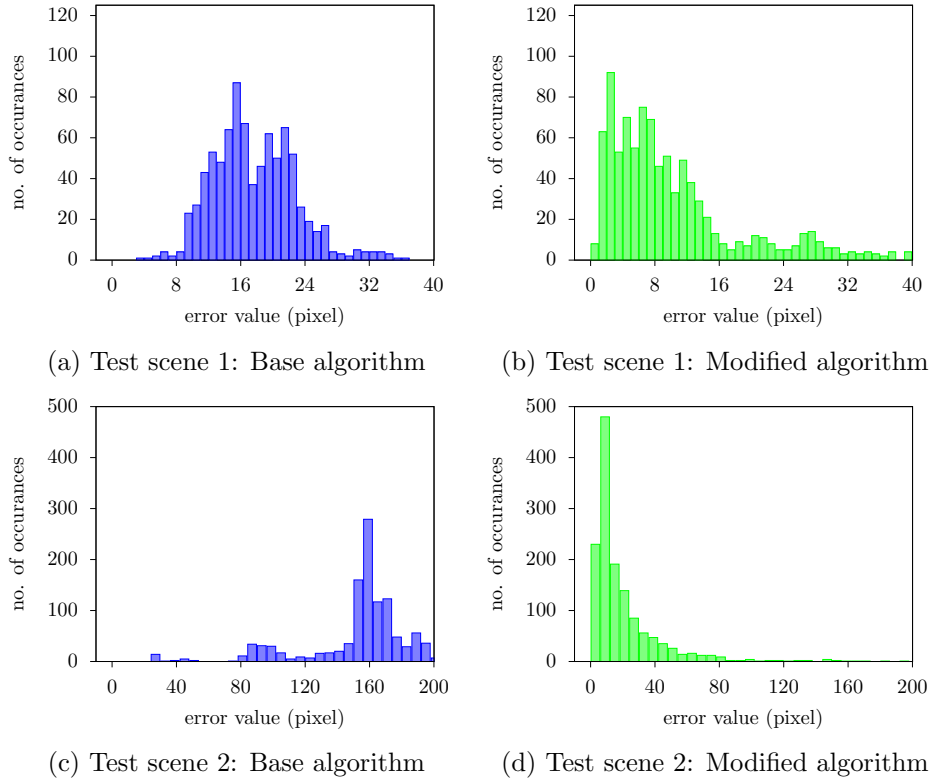 120
100
80
60
40
20
0
no. of occurances
0 8 16 24 32 40
error value (pixel)
(a) Test scene 1: Base algorithm
120
100
80
60
40
20
0
no. of occurances
0 8 16 24 32 40
error value (pixel)
(b) Test scene 1: Modified algorithm
500
400
300
200
100
0
no. of occurances
0 40 80 120 160 200
error value (pixel)
(c) Test scene 2: Base algorithm
500
400
300
200
100
0
no. of occurances
0 40 80 120 160 200
error value (pixel)
(d) Test scene 2: Modified algorithm